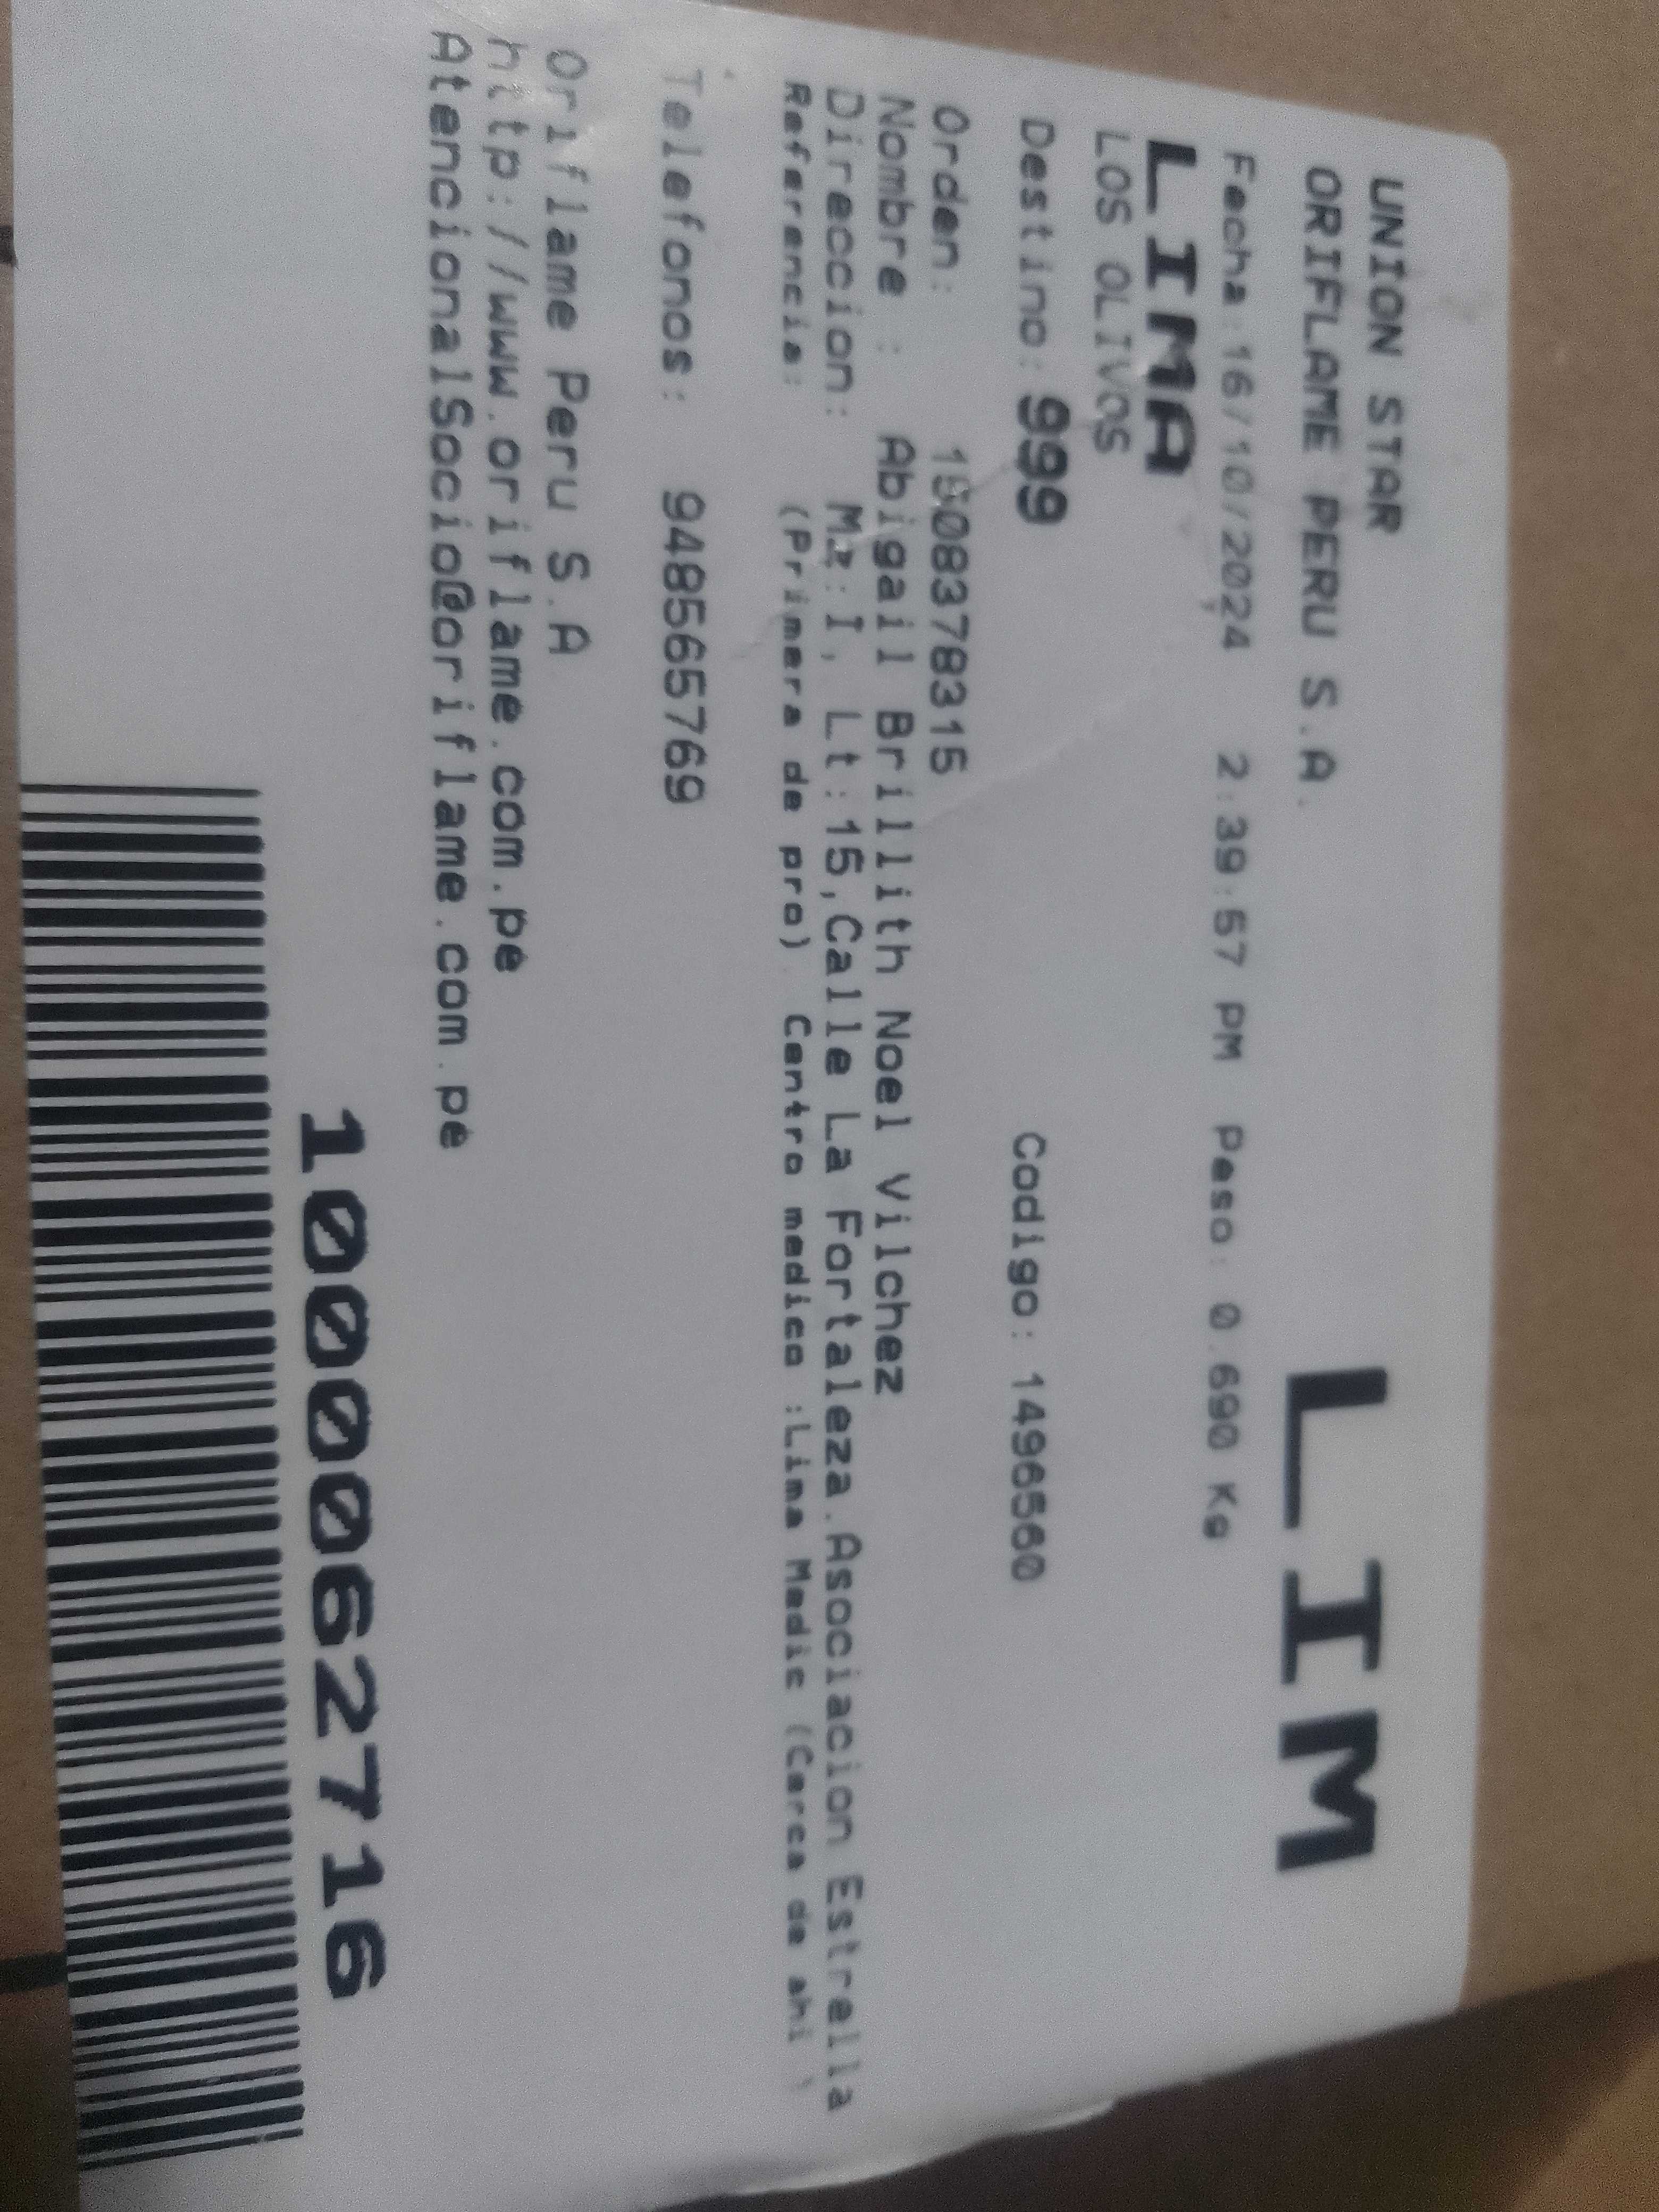 UNION STAR
ORIFLAME PERU S.A.
LIM
Fecha:16/10/2024 2:39:57 PM Peso: 0.690 Kg
LIMA
LOS OLIVOS
Destino: 999 Codigo: 1496560
Orden: 1508378315
Nombre : Abigail Brillith Noel Vilchez
Direccion: Mz:I, Lt:15,Calle La Fortaleza.Asociacion Estrella
Referencia: (Primera de pro) Centro medico :Lima Medic (Cerca de ahi )
Telefonos: 948565769
Oriflame Peru S.A
http://www.oriflame.com.pe
AtencionalSocio@oriflame.com.pe
10000627716